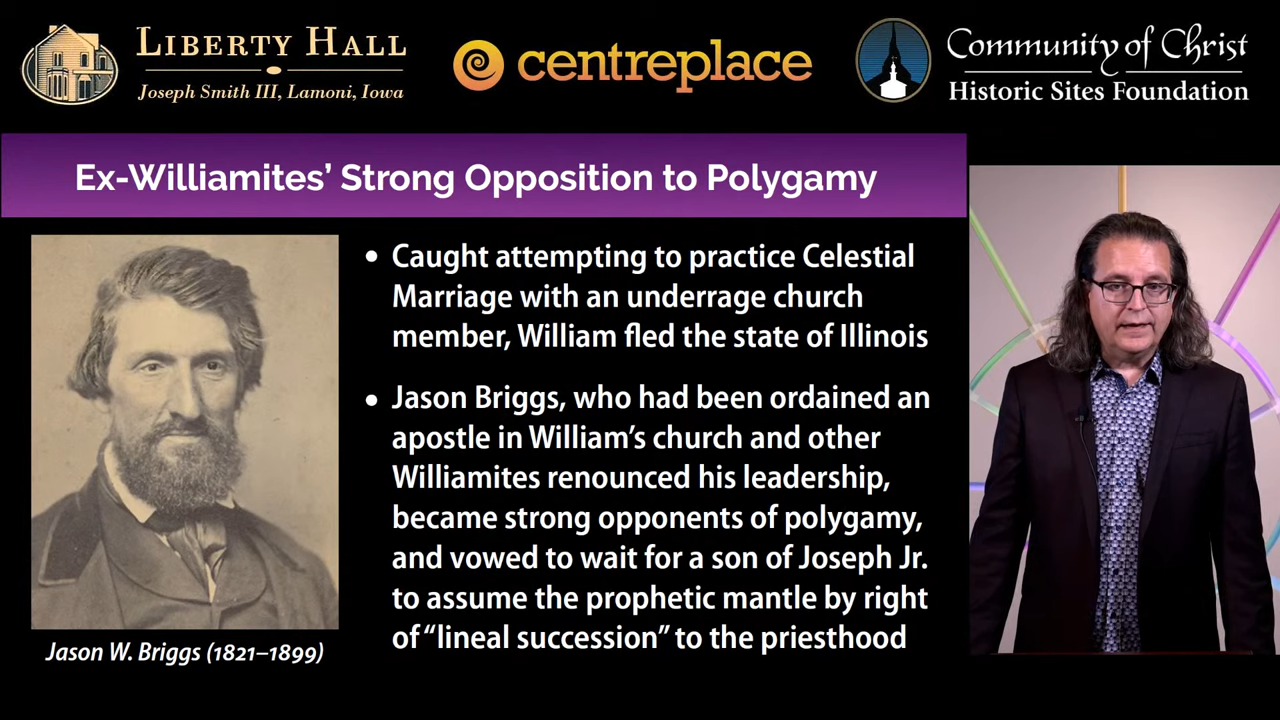 LIBERTY HALL
Joseph Smith III, Lamoni, Iowa
centreplace
Community of Christ
Historic Sites Foundation
Ex-Williamites’ Strong Opposition to Polygamy
• Caught attempting to practice Celestial
Marriage with an underrage church
member, William fled the state of Illinois
• Jason Briggs, who had been ordained an
apostle in William’s church and other
Williamites renounced his leadership,
became strong opponents of polygamy,
and vowed to wait for a son of Joseph Jr.
to assume the prophetic mantle by right
of “lineal succession” to the priesthood
Jason W. Briggs (1821–1899)